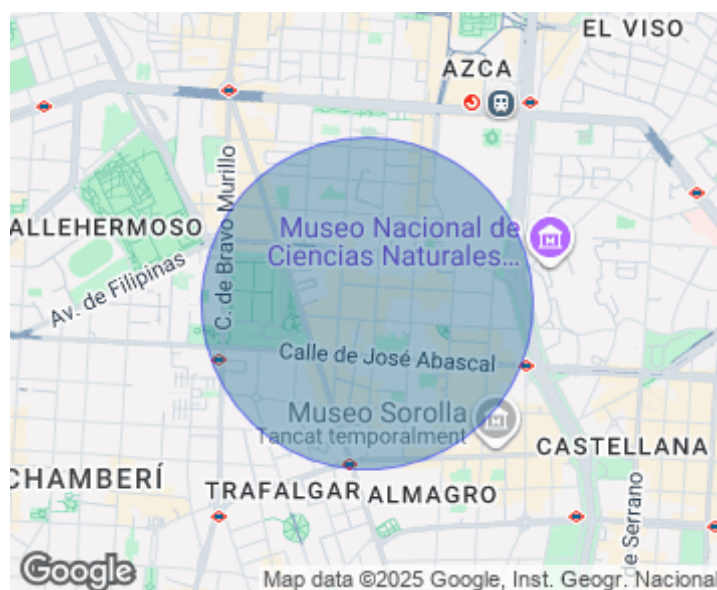 EL VISO
AZCA
ALLEHERMOSO
C. de Bravo Murillo
Av. de Filipinas
Museo Nacional de
Ciencias Naturales...
Calle de José Abascal
Museo Sorolla
Tancat temporalment
CASTELLANA
CHAMBERÍ
TRAFALGAR
ALMAGRO
e Serrano
Google
Map data ©2025 Google, Inst. Geogr. Nacional